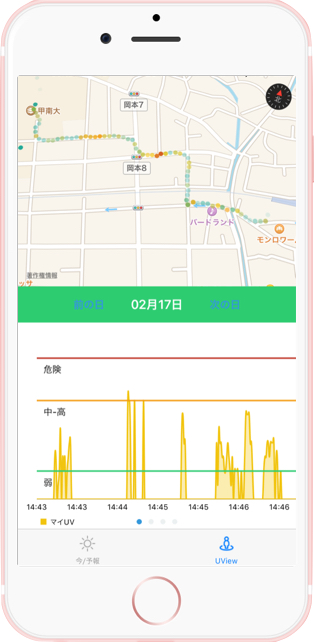 甲南大
岡本7
岡本8
バードランド
モンロワー
著作権情報
ッサ
前の日 02月17日 次の日
危険
中-高
弱
14:43 14:43 14:44 14:45 14:45 14:46 14:46
マイUV
今/予報 UView